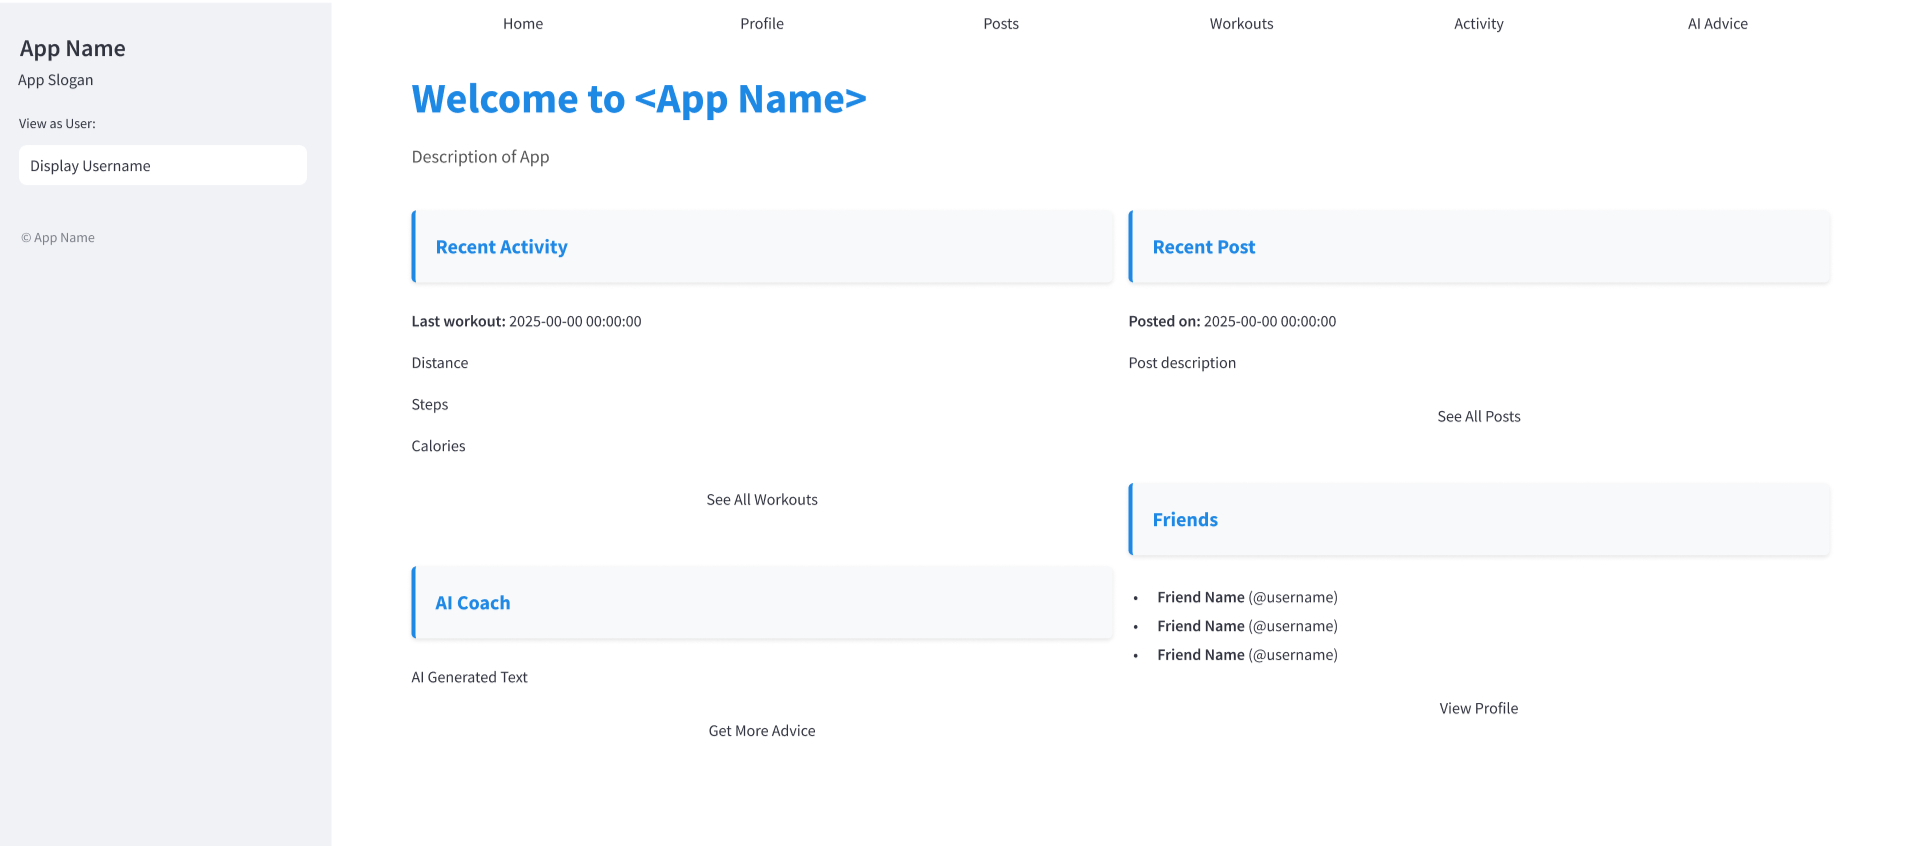 App Name
App Slogan
View as User:
Display Username
© App Name
Home Profile Posts Workouts Activity AI Advice
Welcome to <App Name>
Description of App
Recent Activity
Last workout: 2025-00-00 00:00:00
Distance
Steps
Calories
See All Workouts
AI Coach
AI Generated Text
Get More Advice
Recent Post
Posted on: 2025-00-00 00:00:00
Post description
See All Posts
Friends
• Friend Name (@username)
• Friend Name (@username)
• Friend Name (@username)
View Profile